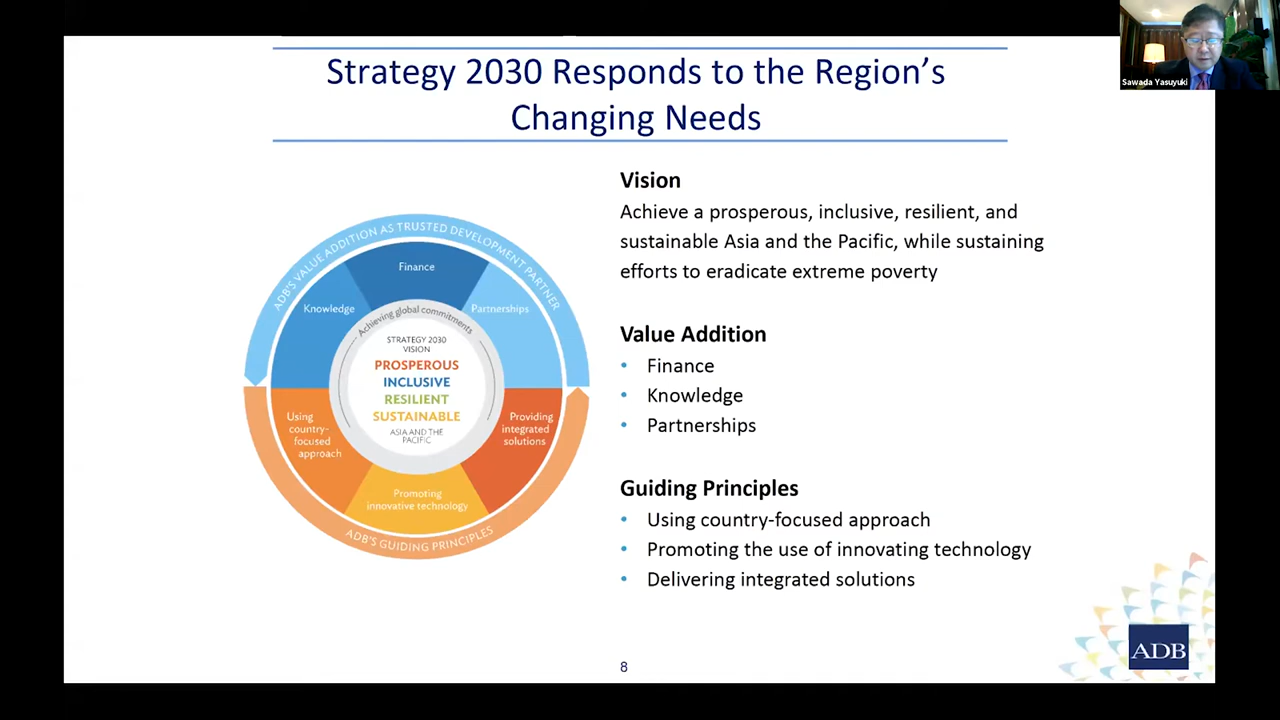 Strategy 2030 Responds to the Region's
Changing Needs
Sawada Yasuyuki
ADB'S VALUE ADDITION AS TRUSTED DEVELOPMENT PARTNER
Finance
Knowledge
Partnerships
Achieving global commitments
STRATEGY 2030
VISION
PROSPEROUS
INCLUSIVE
RESILIENT
SUSTAINABLE
ASIA AND THE
PACIFIC
Using
country-
focused
approach
Providing
integrated
solutions
Promoting
innovative technology
ADB'S GUIDING PRINCIPLES
Vision
Achieve a prosperous, inclusive, resilient, and
sustainable Asia and the Pacific, while sustaining
efforts to eradicate extreme poverty
Value Addition
• Finance
• Knowledge
• Partnerships
Guiding Principles
• Using country-focused approach
• Promoting the use of innovating technology
• Delivering integrated solutions
8
ADB